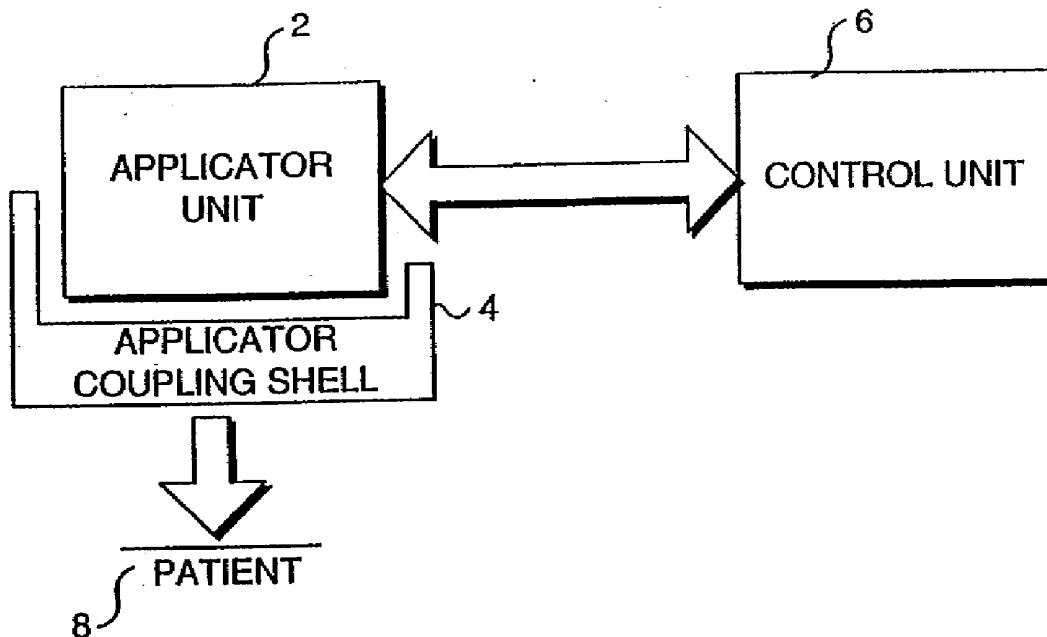 2
6
APPLICATOR
UNIT
CONTROL UNIT
4
APPLICATOR
COUPLING SHELL
PATIENT
8